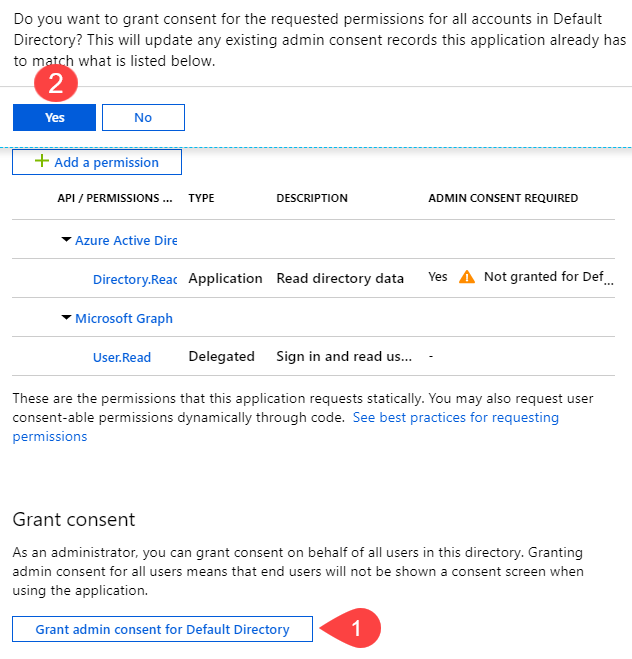 Do you want to grant consent for the requested permissions for all accounts in Default
Directory? This will update any existing admin consent records this application already has
to match what is listed below.
2
Yes No
Add a permission
API / PERMISSIONS ... TYPE DESCRIPTION ADMIN CONSENT REQUIRED
Azure Active Dire
Directory.Read Application Read directory data Yes Not granted for Def...
Microsoft Graph
User.Read Delegated Sign in and read us... -
These are the permissions that this application requests statically. You may also request user
consent-able permissions dynamically through code. See best practices for requesting
permissions
Grant consent
As an administrator, you can grant consent on behalf of all users in this directory. Granting
admin consent for all users means that end users will not be shown a consent screen when
using the application.
Grant admin consent for Default Directory 1